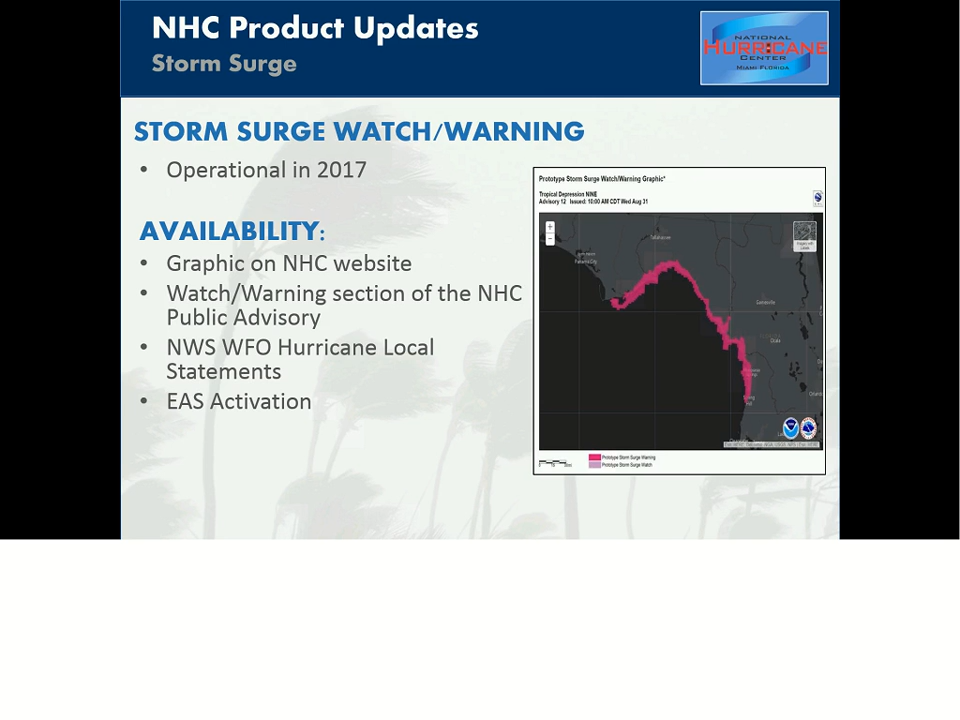 NHC Product Updates
Storm Surge
NATIONAL
HURRICANE
CENTER
MIAMI FLORIDA
STORM SURGE WATCH/WARNING
• Operational in 2017
AVAILABILITY:
• Graphic on NHC website
• Watch/Warning section of the NHC
Public Advisory
• NWS WFO Hurricane Local
Statements
• EAS Activation
Prototype Storm Surge Watch/Warning Graphic*
Tropical Depression NINE
Advisory 12 Issued: 10:00 AM CDT Wed Aug 31
Tallahassee
Panama City
Gainesville
Ocala
Prototype Storm Surge Warning
Prototype Storm Surge Watch